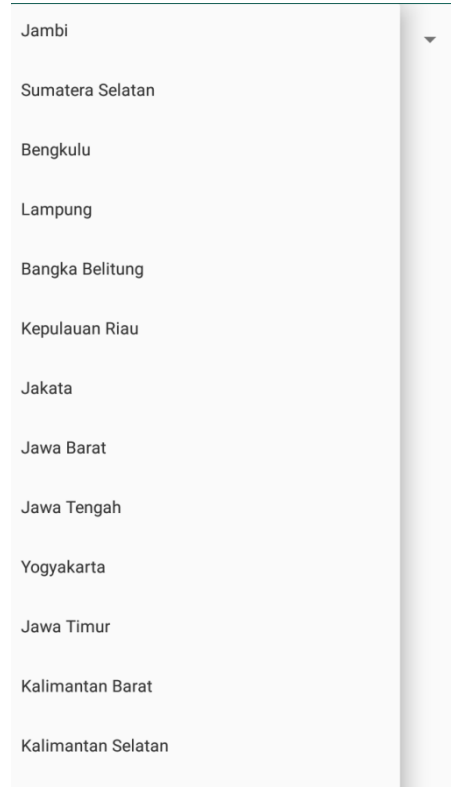 Jambi
Sumatera Selatan
Bengkulu
Lampung
Bangka Belitung
Kepulauan Riau
Jakata
Jawa Barat
Jawa Tengah
Yogyakarta
Jawa Timur
Kalimantan Barat
Kalimantan Selatan